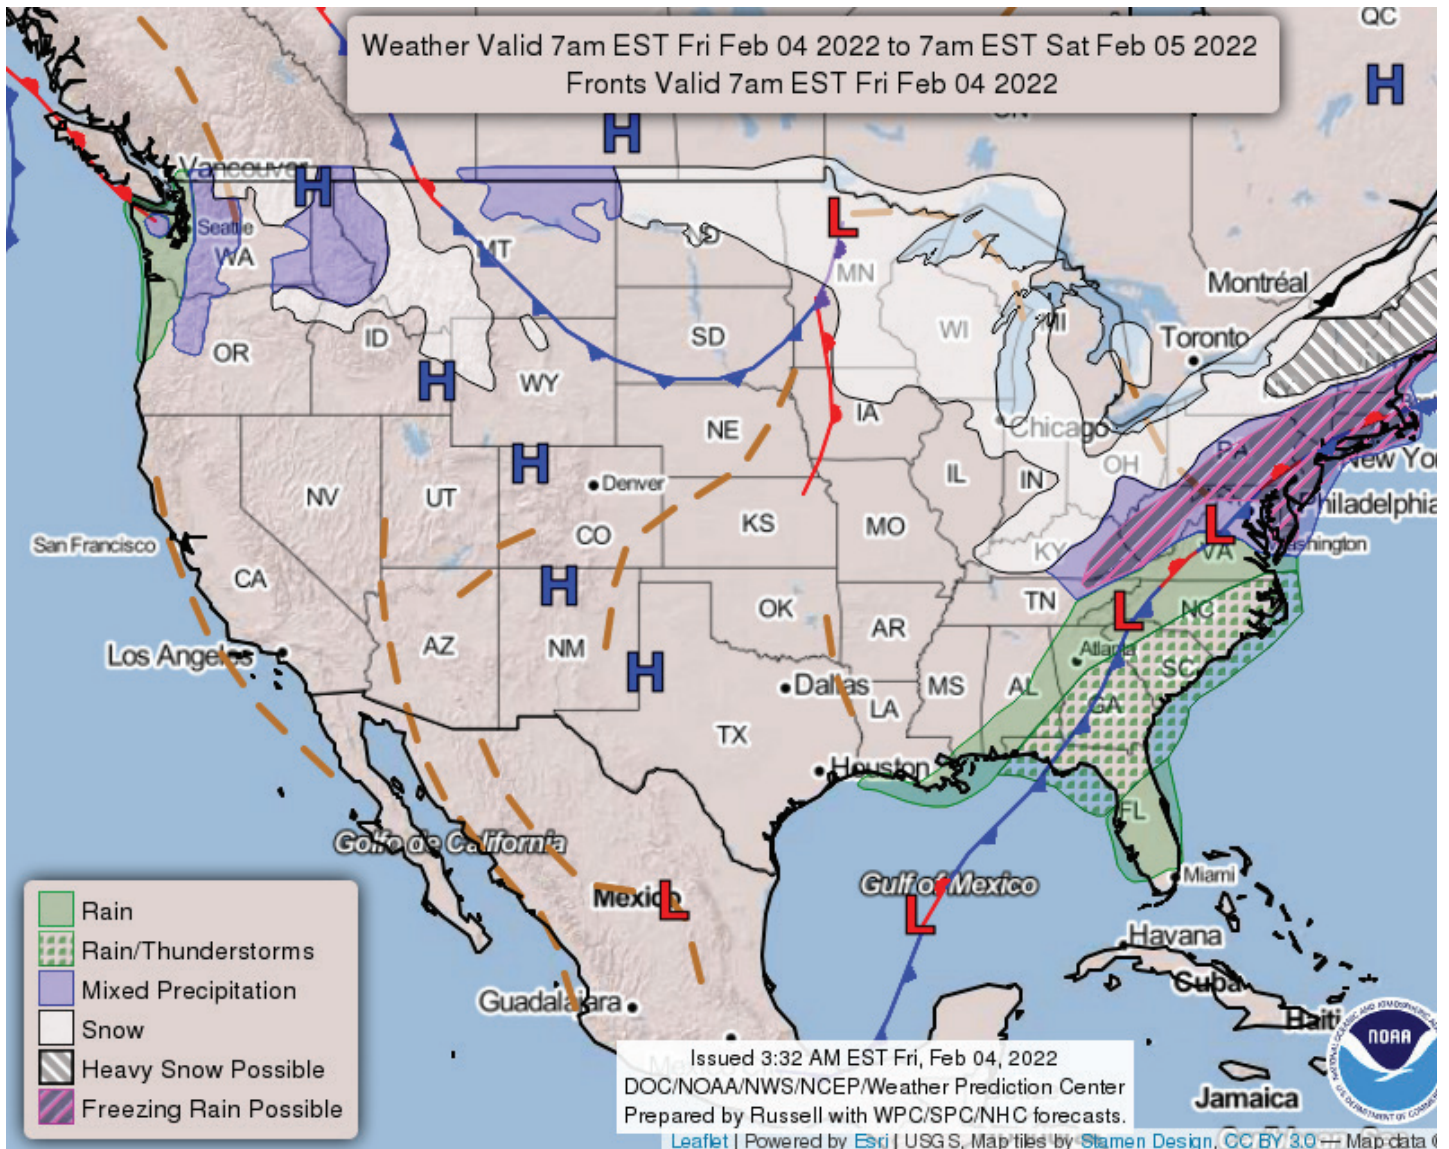 QC
Weather Valid 7am EST Fri Feb 04 2022 to 7am EST Sat Feb 05 2022
Fronts Valid 7am EST Fri Feb 04 2022
H
H
ON
Vancouver
H
Seattle
WA
MT
L
MN
Montréal
OR
ID
WY
SD
WI
MI
Toronto
H
NE
IA
Chicago
PA
OH
New Yo
H
NV
UT
Denver
IL
IN
Philadelphia
CO
KS
MO
L
VA
San Francisco
KY
ashington
CA
H
TN
NC
OK
AR
L
Los Angeles
AZ
NM
H
Atlanta
SC
Dallas
MS
AL
GA
LA
TX
Houston
FL
Golfo de California
Miami
Gulf of Mexico
Mexico
L
L
Havana
Cuba
Guadalajara
Haiti
Jamaica
Rain
Rain/Thunderstorms
Mixed Precipitation
Snow
Heavy Snow Possible
Freezing Rain Possible
Issued 3:32 AM EST Fri, Feb 04, 2022
DOC/NOAA/NWS/NCEP/Weather Prediction Center
Prepared by Russell with WPC/SPC/NHC forecasts.
NOAA
Leaflet | Powered by Esri | USGS, Map tiles by Stamen Design, CC BY 3.0 — Map data ©